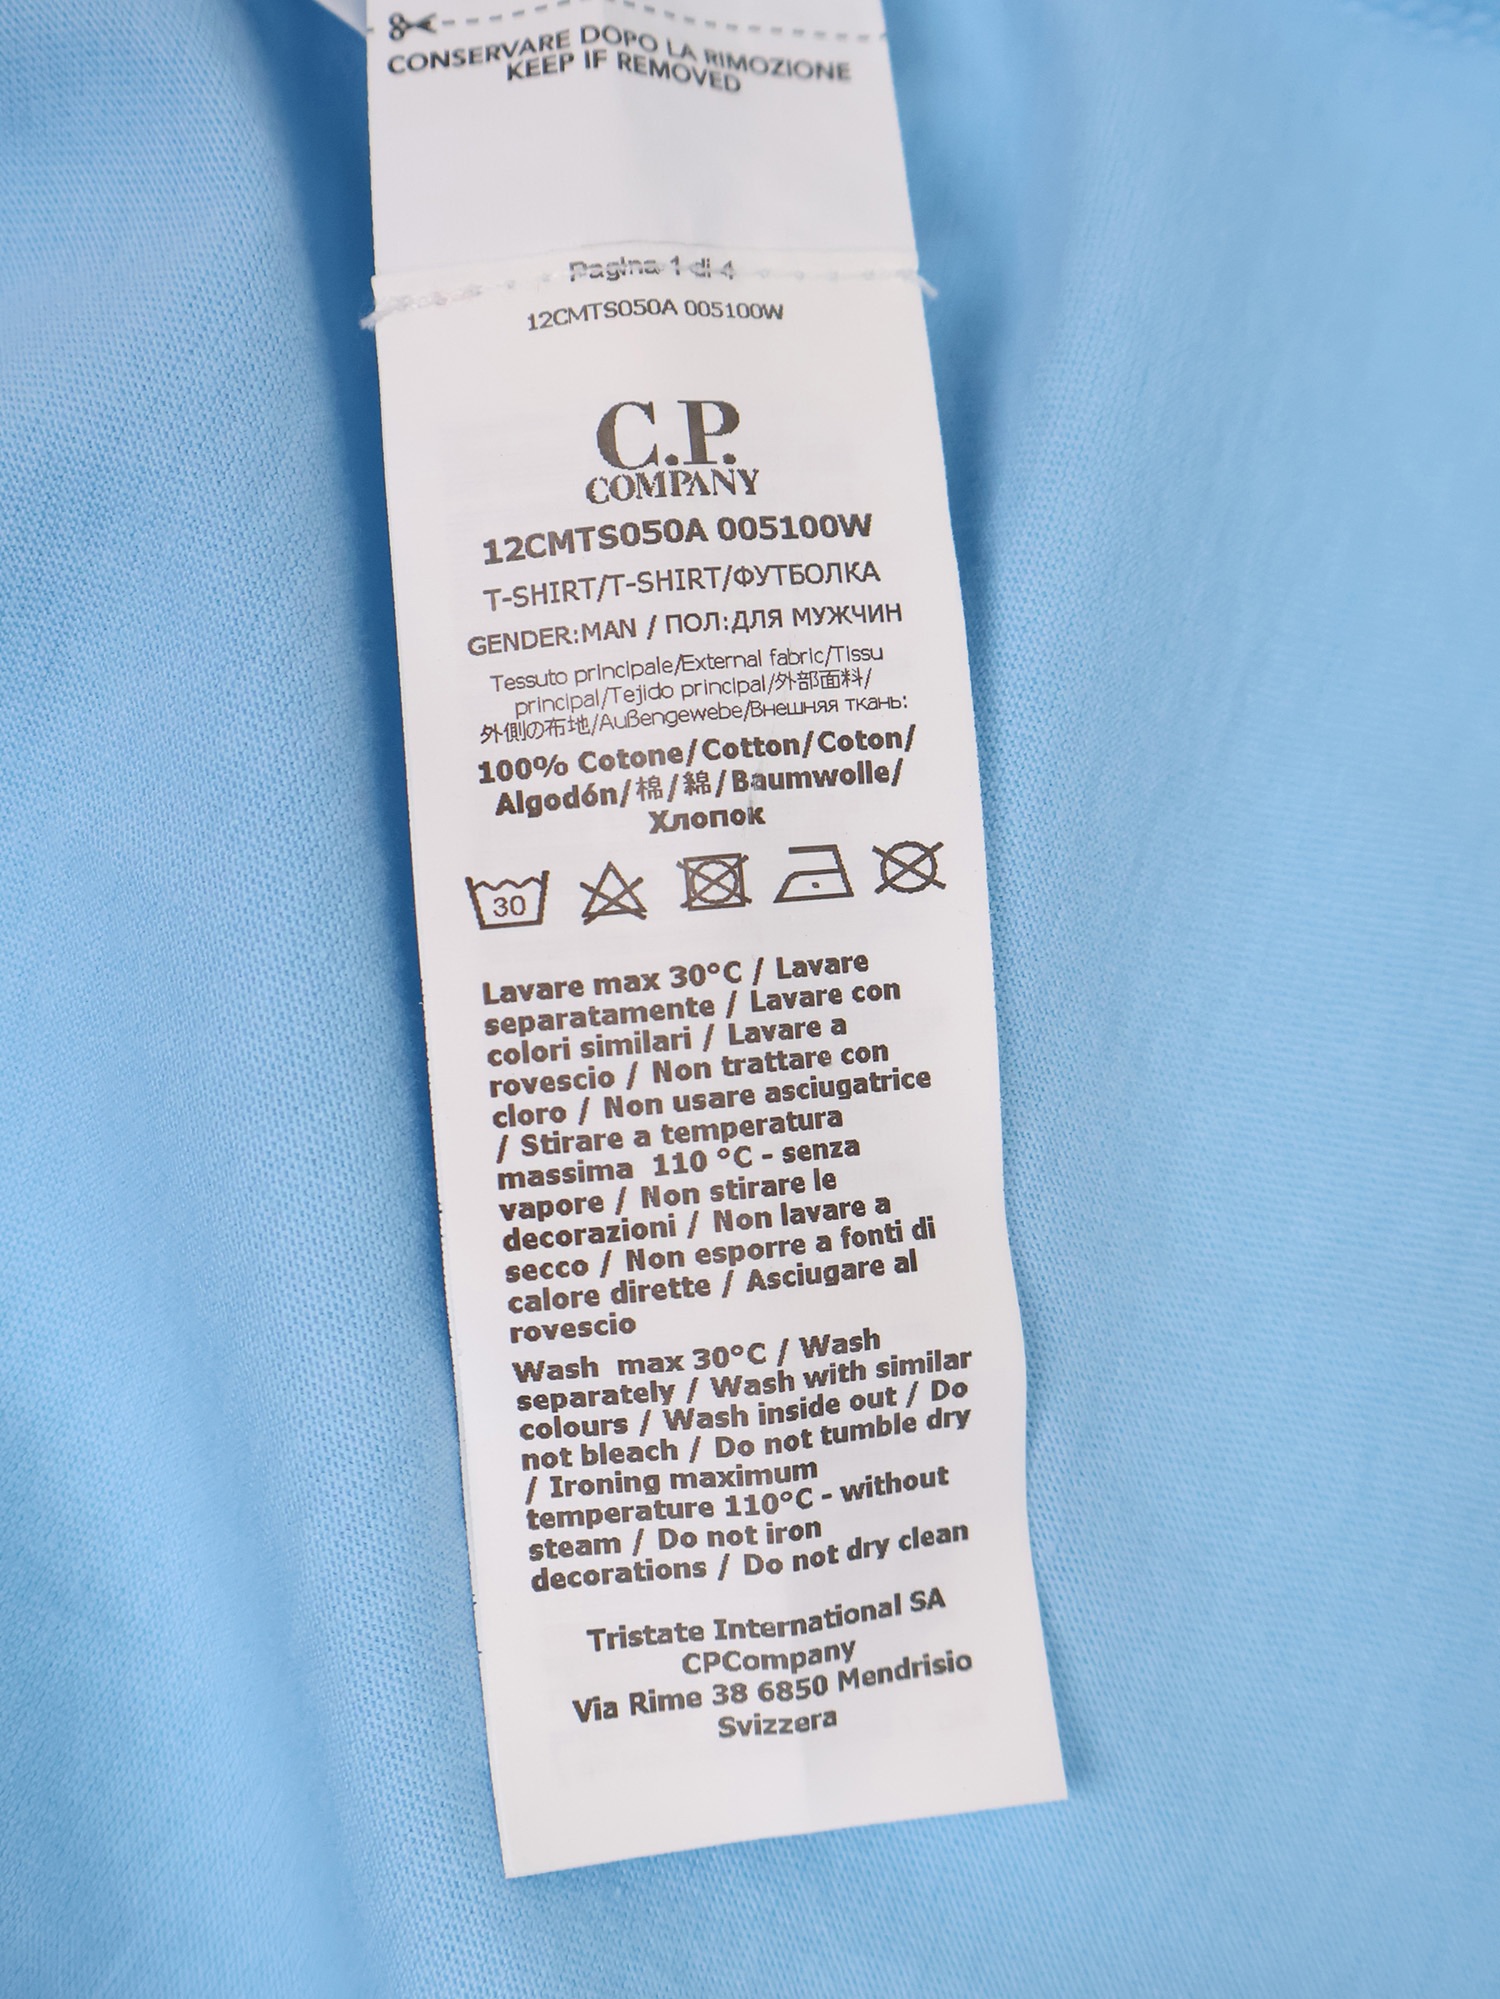 CONSERVARE DOPO LA RIMOZIONE
KEEP IF REMOVED
Pagina 1 di 4
12CMTS050A 005100W
C.P.
COMPANY
12CMTS050A 005100W
T-SHIRT/T-SHIRT/ФУТБОЛКА
GENDER:MAN / ПОЛ:ДЛЯ МУЖЧИН
Tessuto principale/External fabric/Tissu
principal/Tejido principal/外部面料/
外側の布地/Außengewebe/Внешняя ткань:
100% Cotone/Cotton/Coton/
Algodón/棉/綿/Baumwolle/
Хлопок
30
Lavare max 30°C / Lavare
separatamente / Lavare con
colori similari / Lavare a
rovescio / Non trattare con
cloro / Non usare asciugatrice
/ Stirare a temperatura
massima 110 °C - senza
vapore / Non stirare le
decorazioni / Non lavare a
secco / Non esporre a fonti di
calore dirette / Asciugare al
rovescio
Wash max 30°C / Wash
separately / Wash with similar
colours / Wash inside out / Do
not bleach / Do not tumble dry
/ Ironing maximum
temperature 110°C - without
steam / Do not iron
decorations / Do not dry clean
Tristate International SA
CPCompany
Via Rime 38 6850 Mendrisio
Svizzera